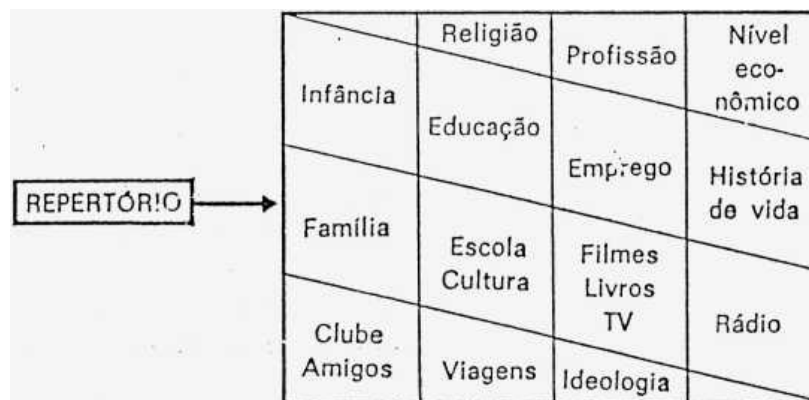 REPERTÓRIO
Religião
Profissão
Nível
eco-
nômico
Infância
Educação
Emprego
História
de vida
Família
Escola
Cultura
Filmes
Livros
TV
Rádio
Clube
Amigos
Viagens
Ideologia